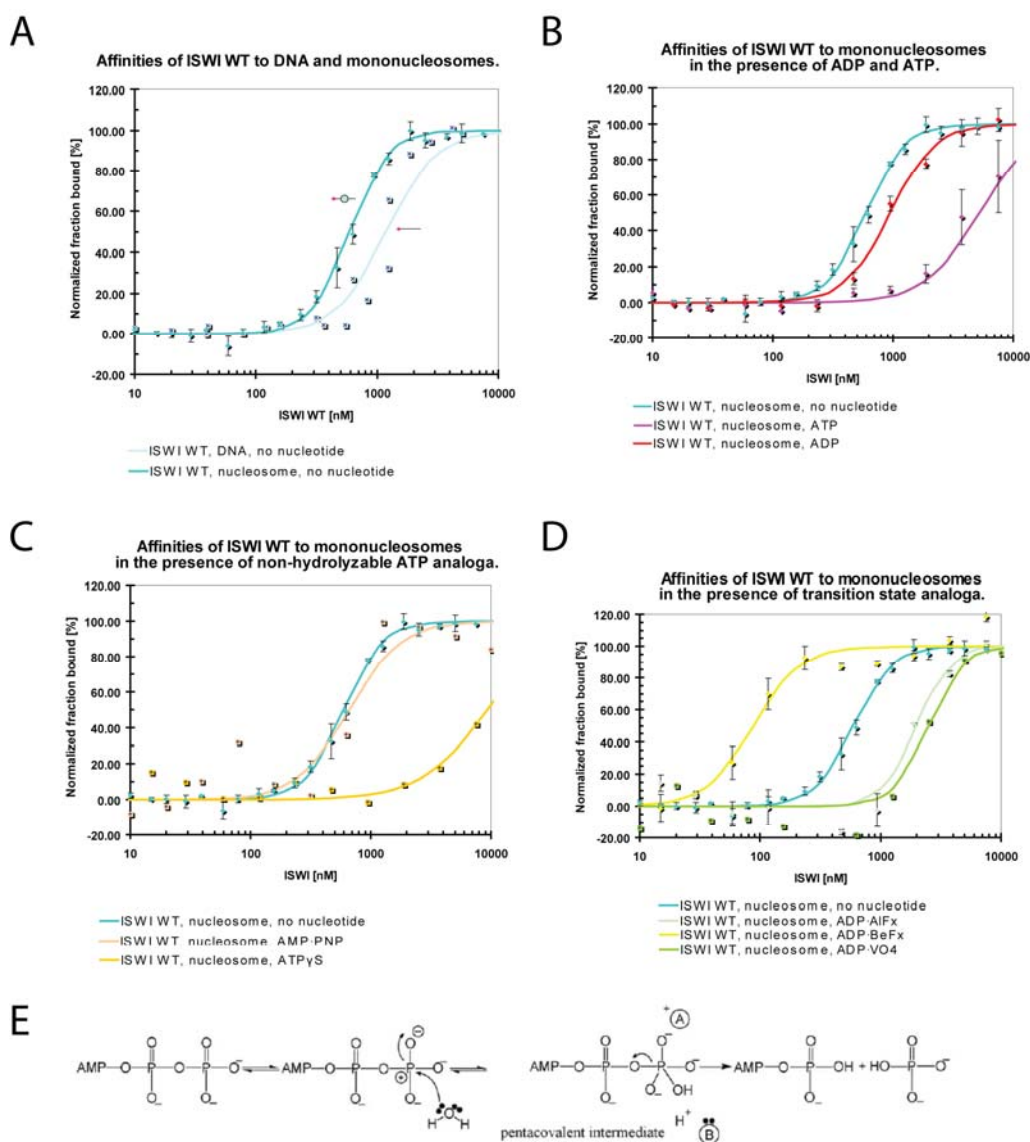 A
Affinities of ISWI WT to DNA and mononucleosomes.
120.00
100.00
80.00
60.00
40.00
20.00
0.00
-20.00
Normalized fraction bound [%]
10
100
1000
10000
ISWI WT [nM]
ISWI WT, DNA, no nucleotide
ISWI WT, nucleosome, no nucleotide
B
Affinities of ISWI WT to mononucleosomes
in the presence of ADP and ATP.
120.00
100.00
80.00
60.00
40.00
20.00
0.00
-20.00
Normalized fraction bound [%]
10
100
1000
10000
ISWI [nM]
ISWI WT, nucleosome, no nucleotide
ISWI WT, nucleosome, ATP
ISWI WT, nucleosome, ADP
C
Affinities of ISWI WT to mononucleosomes
in the presence of non-hydrolyzable ATP analoga.
120.00
100.00
80.00
60.00
40.00
20.00
0.00
-20.00
Normalized fraction bound [%]
10
100
1000
10000
ISWI [nM]
ISWI WT, nucleosome, no nucleotide
ISWI WT, nucleosome, AMP·PNP
ISWI WT, nucleosome, ATPγS
D
Affinities of ISWI WT to mononucleosomes
in the presence of transition state analoga.
120.00
100.00
80.00
60.00
40.00
20.00
0.00
-20.00
Normalized fraction bound [%]
10
100
1000
10000
ISWI [nM]
ISWI WT, nucleosome, no nucleotide
ISWI WT, nucleosome, ADP·AlFx
ISWI WT, nucleosome, ADP·BeFx
ISWI WT, nucleosome, ADP·VO4
E
O O O O O O O O
AMP-O-P-O-P-O⁻ AMP-O-P-O-P-O⁻ AMP-O-P-O-P-O⁻ AMP-O-P-OH + HO-P-O⁻
O₋ O₋ O₋ O₋ O₋ O₋ OH O₋ O₋
+ A
H O H
H⁺ B
pentacovalent intermediate